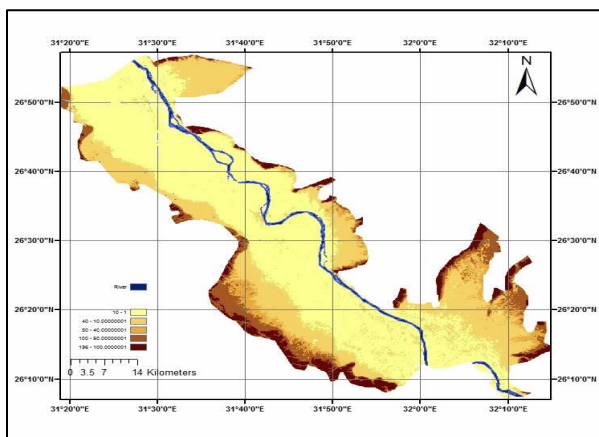 31°20'0"E 31°30'0"E 31°40'0"E 31°50'0"E 32°0'0"E 32°10'0"E
N
26°50'0"N 26°50'0"N
26°40'0"N 26°40'0"N
26°30'0"N 26°30'0"N
River
26°20'0"N 26°20'0"N
10 - 1
40 - 10.00000001
50 - 40.00000001
100 - 50.00000001
196 - 100.0000001
0 3.5 7 14 Kilometers
26°10'0"N 26°10'0"N
31°20'0"E 31°30'0"E 31°40'0"E 31°50'0"E 32°0'0"E 32°10'0"E